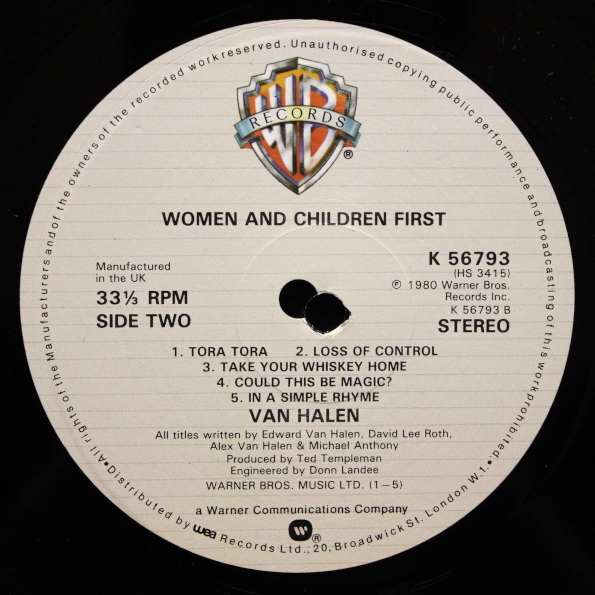 All rights of the Manufacturers and of the owners of the recorded work reserved. Unauthorised copying public performance and broadcasting of this work prohibited.
WB
RECORDS
®
WOMEN AND CHILDREN FIRST
Manufactured
in the UK
33⅓ RPM
SIDE TWO
K 56793
(HS 3415)
℗ 1980 Warner Bros.
Records Inc.
K 56793 B
STEREO
1. TORA TORA 2. LOSS OF CONTROL
3. TAKE YOUR WHISKEY HOME
4. COULD THIS BE MAGIC?
5. IN A SIMPLE RHYME
VAN HALEN
All titles written by Edward Van Halen, David Lee Roth,
Alex Van Halen & Michael Anthony
Produced by Ted Templeman
Engineered by Donn Landee
WARNER BROS. MUSIC LTD. (1—5)
a Warner Communications Company
®
•Distributed by wea Records Ltd., 20, Broadwick St. London W.1.•